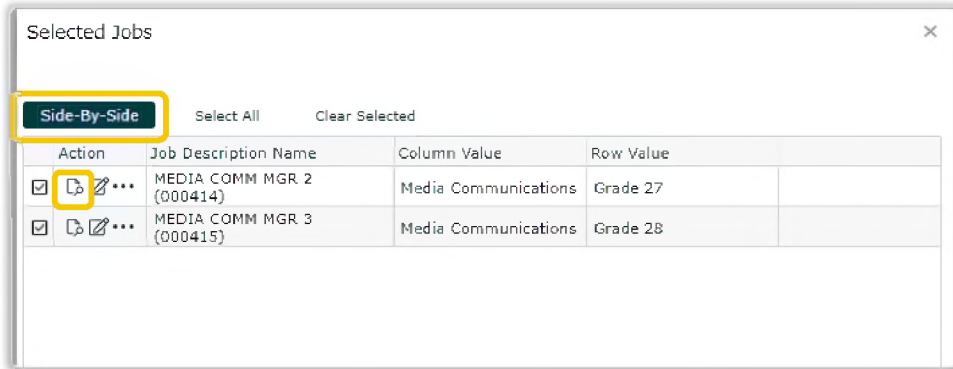 Selected Jobs
Side-By-Side Select All Clear Selected
Action Job Description Name Column Value Row Value
MEDIA COMM MGR 2 (000414) Media Communications Grade 27
MEDIA COMM MGR 3 (000415) Media Communications Grade 28